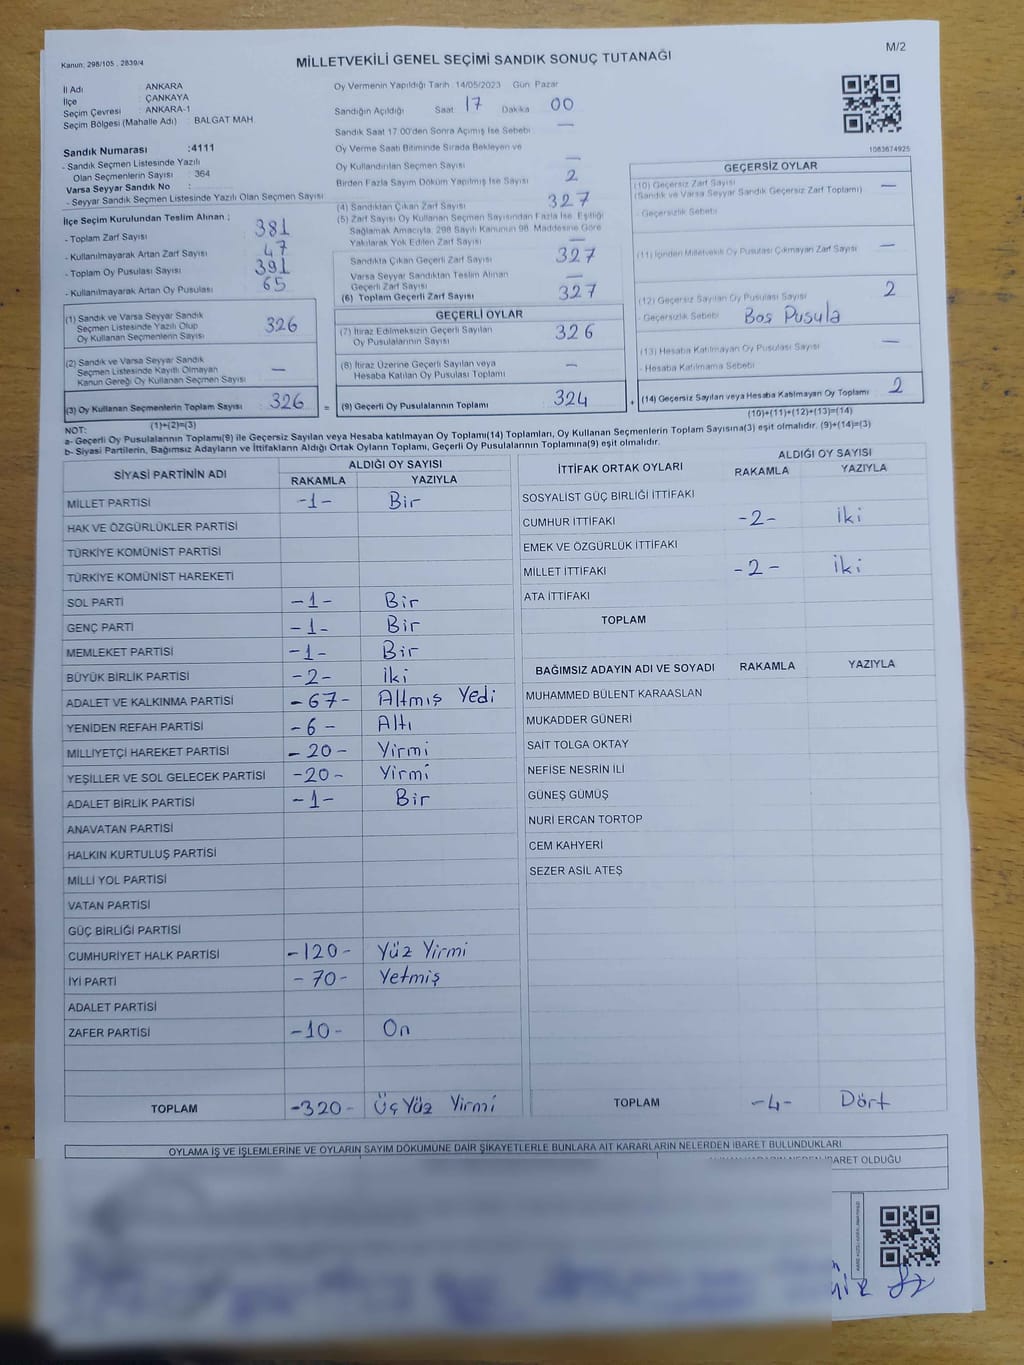 M/2
Kanun: 298/105 , 2839/4
MİLLETVEKİLİ GENEL SEÇİMİ SANDIK SONUÇ TUTANAĞI
İl Adı ANKARA
İlçe : ÇANKAYA
Seçim Çevresi : ANKARA-1
Seçim Bölgesi (Mahalle Adı) : BALGAT MAH.
Sandık Numarası :4111
- Sandık Seçmen Listesinde Yazılı
Olan Seçmenlerin Sayısı : 364
Varsa Seyyar Sandık No :
- Seyyar Sandık Seçmen Listesinde Yazılı Olan Seçmen Sayısı :
İlçe Seçim Kurulundan Teslim Alınan ;
- Toplam Zarf Sayısı 381
- Kullanılmayarak Artan Zarf Sayısı 47
- Toplam Oy Pusulası Sayısı 391
- Kullanılmayarak Artan Oy Pusulası 65
(1) Sandık ve Varsa Seyyar Sandık
Seçmen Listesinde Yazılı Olup
Oy Kullanan Seçmenlerin Sayısı 326
(2) Sandık ve Varsa Seyyar Sandık
Seçmen Listesinde Kayıtlı Olmayan
Kanun Gereği Oy Kullanan Seçmen Sayısı —
(3) Oy Kullanan Seçmenlerin Toplam Sayısı 326
(1)+(2)=(3)
Oy Vermenin Yapıldığı Tarih 14/05/2023 Gün Pazar
Sandığın Açıldığı Saat 17 Dakika 00
Sandık Saat 17.00'den Sonra Açılmış İse Sebebi —
Oy Verme Saati Bitiminde Sırada Bekleyen ve
Oy Kullandırılan Seçmen Sayısı —
Birden Fazla Sayım Döküm Yapılmış İse Sayısı 2
(4) Sandıktan Çıkan Zarf Sayısı 327
(5) Zarf Sayısı Oy Kullanan Seçmen Sayısından Fazla İse, Eşitliği
Sağlamak Amacıyla, 298 Sayılı Kanunun 98. Maddesine Göre
Yakılarak Yok Edilen Zarf Sayısı —
Sandıkta Çıkan Geçerli Zarf Sayısı 327
Varsa Seyyar Sandıktan Teslim Alınan
Geçerli Zarf Sayısı —
(6) Toplam Geçerli Zarf Sayısı 327
GEÇERLİ OYLAR
(7) İtiraz Edilmeksizin Geçerli Sayılan
Oy Pusulasının Sayısı 326
(8) İtiraz Üzerine Geçerli Sayılan veya
Hesaba Katılan Oy Pusulası Toplamı —
= (9) Geçerli Oy Pusulalarının Toplamı 324 +
1083674925
GEÇERSİZ OYLAR
(10) Geçersiz Zarf Sayısı —
(Sandık ve Varsa Seyyar Sandık Geçersiz Zarf Toplamı)
- Geçersizlik Sebebi
(11) İçinden Milletvekili Oy Pusulası Çıkmayan Zarf Sayısı —
(12) Geçersiz Sayılan Oy Pusulası Sayısı 2
- Geçersizlik Sebebi Boş Pusula
(13) Hesaba Katılmayan Oy Pusulası Sayısı —
- Hesaba Katılmama Sebebi
(14) Geçersiz Sayılan veya Hesaba Katılmayan Oy Toplamı 2
(10)+(11)+(12)+(13)=(14)
NOT:
a- Geçerli Oy Pusulalarının Toplamı(9) ile Geçersiz Sayılan veya Hesaba katılmayan Oy Toplamı(14) Toplamları, Oy Kullanan Seçmenlerin Toplam Sayısına(3) eşit olmalıdır. (9)+(14)=(3)
b- Siyasi Partilerin, Bağımsız Adayların ve İttifakların Aldığı Oyların Toplamı, Geçerli Oy Pusulalarının Toplamına(9) eşit olmalıdır.
SİYASİ PARTİNİN ADI ALDIĞI OY SAYISI
RAKAMLA YAZIYLA
MİLLET PARTİSİ -1- Bir
HAK VE ÖZGÜRLÜKLER PARTİSİ
TÜRKİYE KOMÜNİST PARTİSİ
TÜRKİYE KOMÜNİST HAREKETİ
SOL PARTİ -1- Bir
GENÇ PARTİ -1- Bir
MEMLEKET PARTİSİ -1- Bir
BÜYÜK BİRLİK PARTİSİ -2- İki
ADALET VE KALKINMA PARTİSİ -67- Altmış Yedi
YENİDEN REFAH PARTİSİ -6- Altı
MİLLİYETÇİ HAREKET PARTİSİ -20- Yirmi
YEŞİLLER VE SOL GELECEK PARTİSİ -20- Yirmi
ADALET BİRLİK PARTİSİ -1- Bir
ANAVATAN PARTİSİ
HALKIN KURTULUŞ PARTİSİ
MİLLİ YOL PARTİSİ
VATAN PARTİSİ
GÜÇ BİRLİĞİ PARTİSİ
CUMHURİYET HALK PARTİSİ -120- Yüz Yirmi
İYİ PARTİ -70- Yetmiş
ADALET PARTİSİ
ZAFER PARTİSİ -10- On
TOPLAM -320- Üç Yüz Yirmi
İTTİFAK ORTAK OYLARI ALDIĞI OY SAYISI
RAKAMLA YAZIYLA
SOSYALİST GÜÇ BİRLİĞİ İTTİFAKI
CUMHUR İTTİFAKI -2- İki
EMEK VE ÖZGÜRLÜK İTTİFAKI
MİLLET İTTİFAKI -2- İki
ATA İTTİFAKI
TOPLAM
BAĞIMSIZ ADAYIN ADI VE SOYADI RAKAMLA YAZIYLA
MUHAMMED BÜLENT KARAASLAN
MUKADDER GÜNERİ
SAİT TOLGA OKTAY
NEFİSE NESRİN İLİ
GÜNEŞ GÜMÜŞ
NURİ ERCAN TORTOP
CEM KAHYERİ
SEZER ASİL ATEŞ
TOPLAM -4- Dört
OYLAMA İŞ VE İŞLEMLERİNE VE OYLARIN SAYIM DÖKÜMÜNE DAİR ŞİKAYETLERLE BUNLARA AİT KARARLARIN NELERDEN İBARET BULUNDUKLARI
OLDUĞU